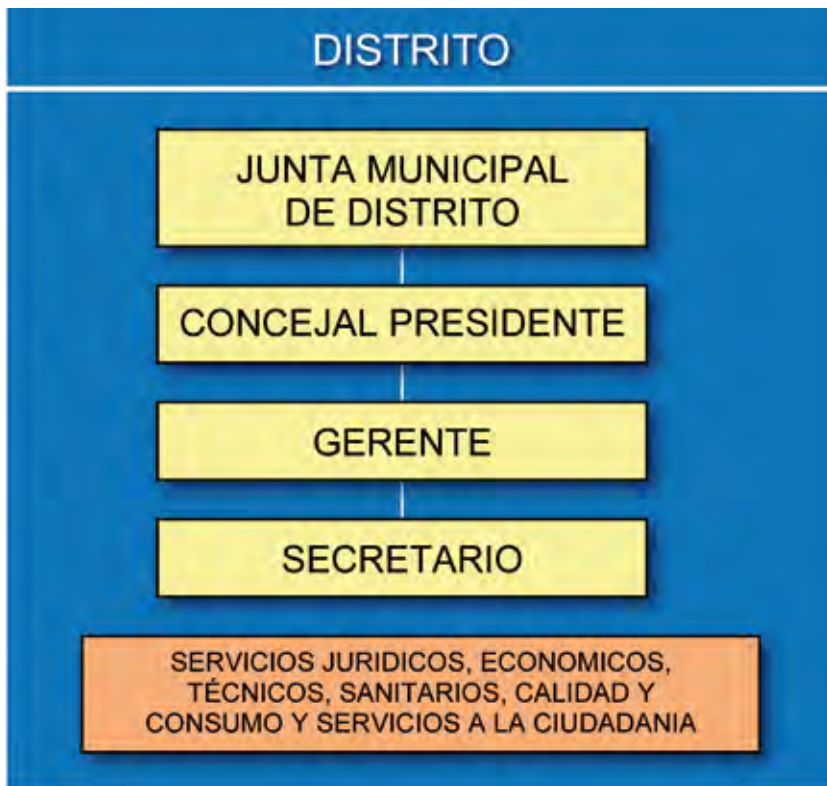 DISTRITO
JUNTA MUNICIPAL
DE DISTRITO
CONCEJAL PRESIDENTE
GERENTE
SECRETARIO
SERVICIOS JURIDICOS, ECONOMICOS,
TÉCNICOS, SANITARIOS, CALIDAD Y
CONSUMO Y SERVICIOS A LA CIUDADANIA